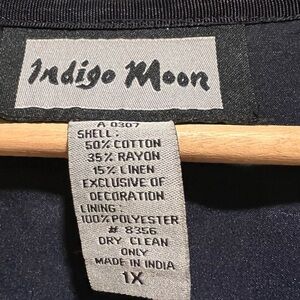 Indigo Moon
A 0307
SHELL:
50% COTTON
35% RAYON
15% LINEN
EXCLUSIVE OF
DECORATION
LINING:
100% POLYESTER
# 8356
DRY CLEAN
ONLY
MADE IN INDIA
1X